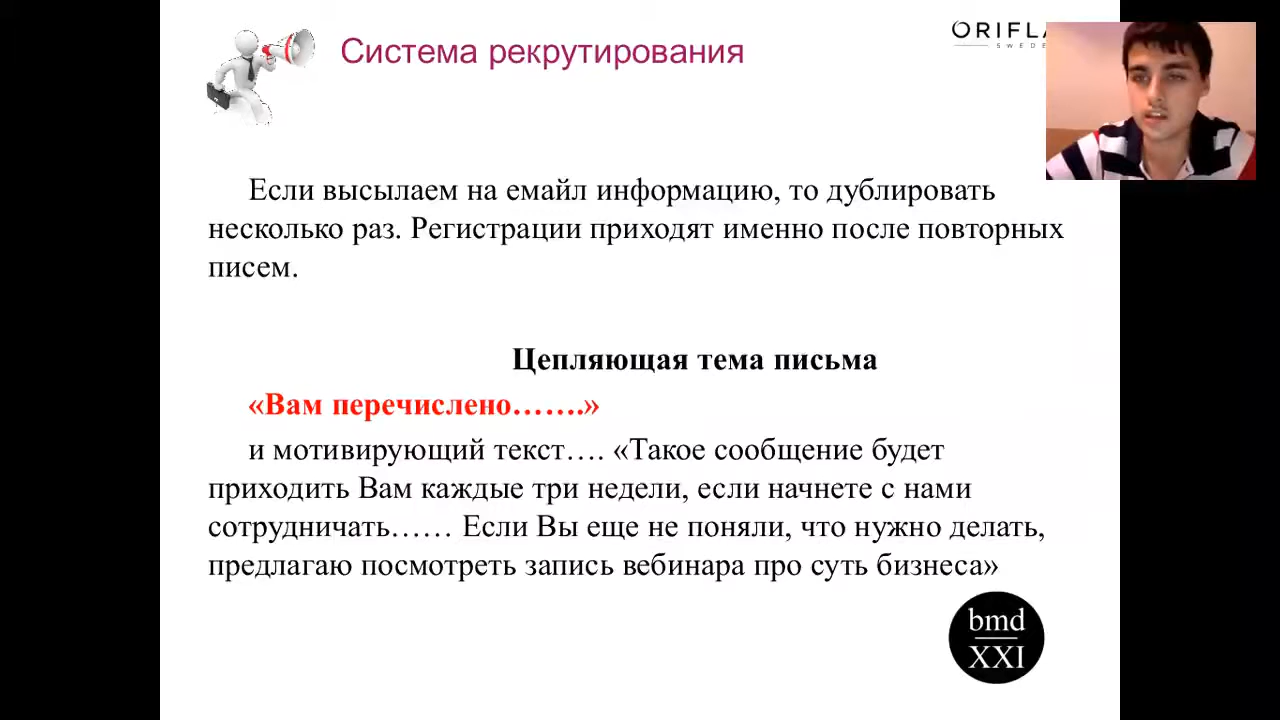 Система рекрутирования
ORIFLA
SWEDE
Если высылаем на емайл информацию, то дублировать
несколько раз. Регистрации приходят именно после повторных
писем.
Цепляющая тема письма
«Вам перечислено…….»
и мотивирующий текст…. «Такое сообщение будет
приходить Вам каждые три недели, если начнете с нами
сотрудничать…… Если Вы еще не поняли, что нужно делать,
предлагаю посмотреть запись вебинара про суть бизнеса»
bmd
XXI